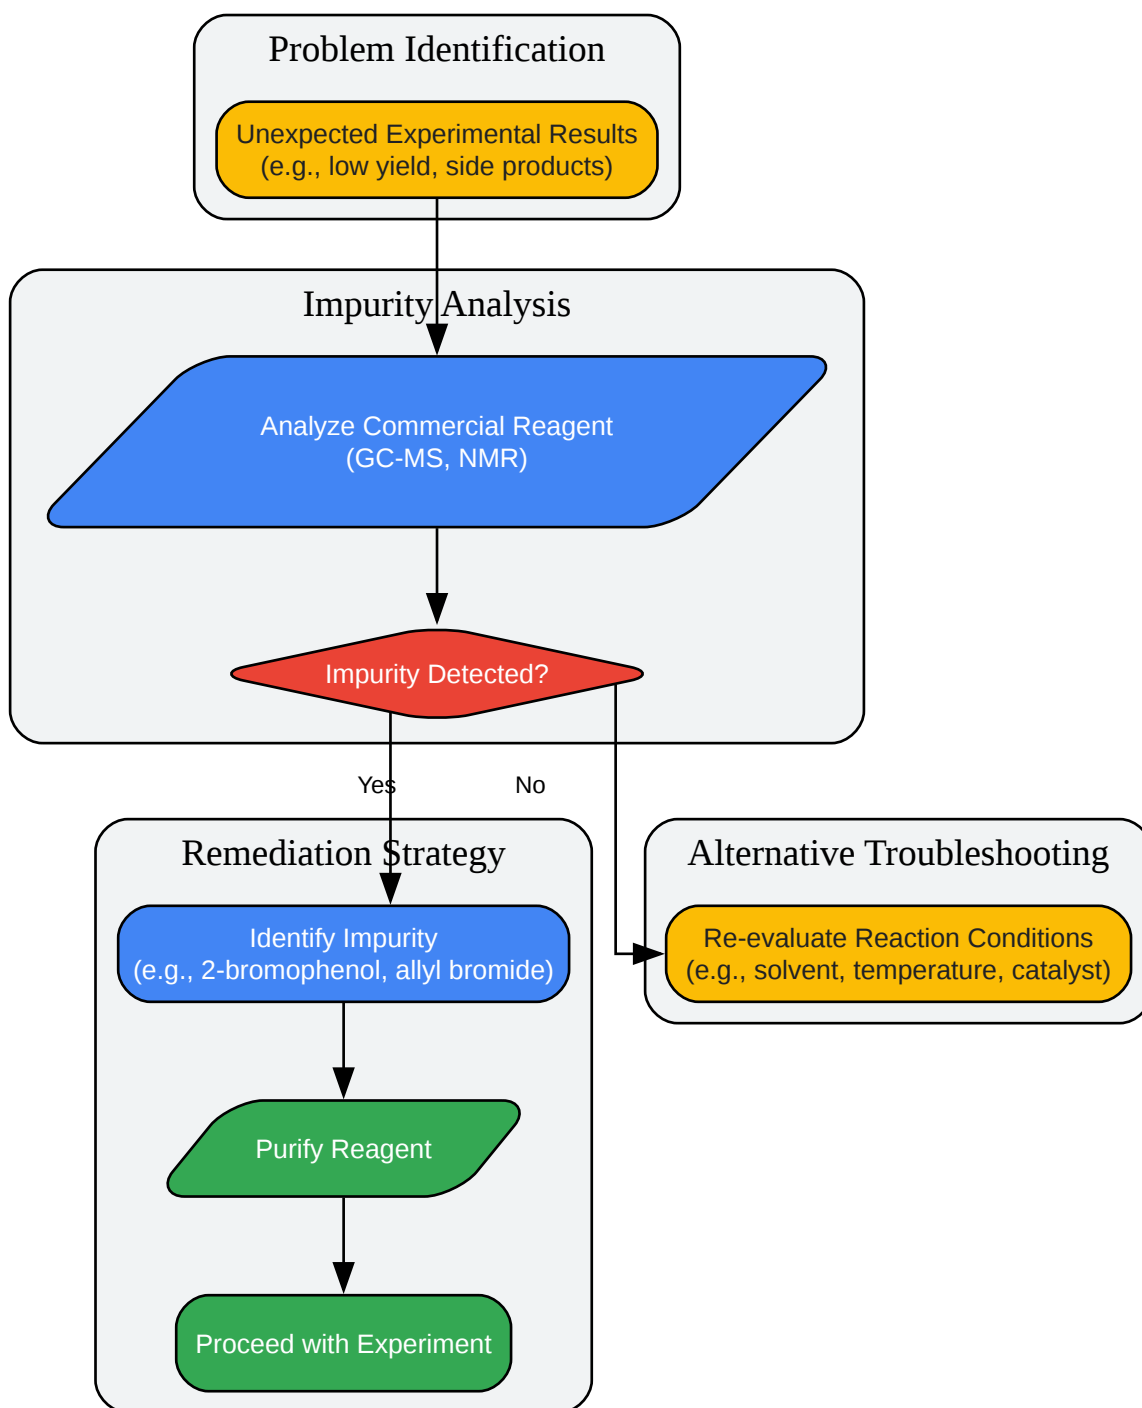 Problem Identification
Unexpected Experimental Results
(e.g., low yield, side products)
Impurity Analysis
Analyze Commercial Reagent
(GC-MS, NMR)
Impurity Detected?
Yes
No
Remediation Strategy
Identify Impurity
(e.g., 2-bromophenol, allyl bromide)
Purify Reagent
Proceed with Experiment
Alternative Troubleshooting
Re-evaluate Reaction Conditions
(e.g., solvent, temperature, catalyst)